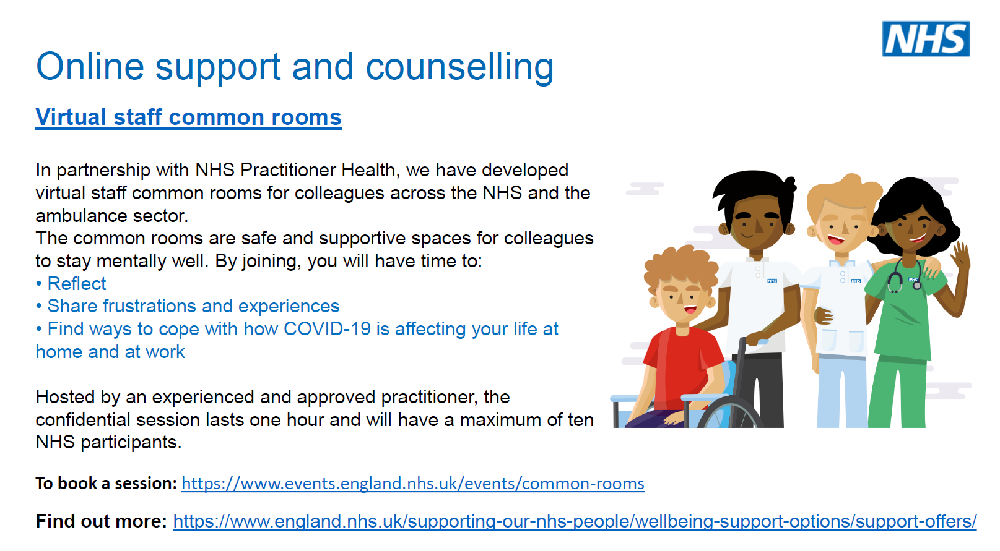 NHS
Online support and counselling
Virtual staff common rooms
In partnership with NHS Practitioner Health, we have developed
virtual staff common rooms for colleagues across the NHS and the
ambulance sector.
The common rooms are safe and supportive spaces for colleagues
to stay mentally well. By joining, you will have time to:
• Reflect
• Share frustrations and experiences
• Find ways to cope with how COVID-19 is affecting your life at
home and at work
Hosted by an experienced and approved practitioner, the
confidential session lasts one hour and will have a maximum of ten
NHS participants.
NHS
NHS
NHS
To book a session: https://www.events.england.nhs.uk/events/common-rooms
Find out more: https://www.england.nhs.uk/supporting-our-nhs-people/wellbeing-support-options/support-offers/